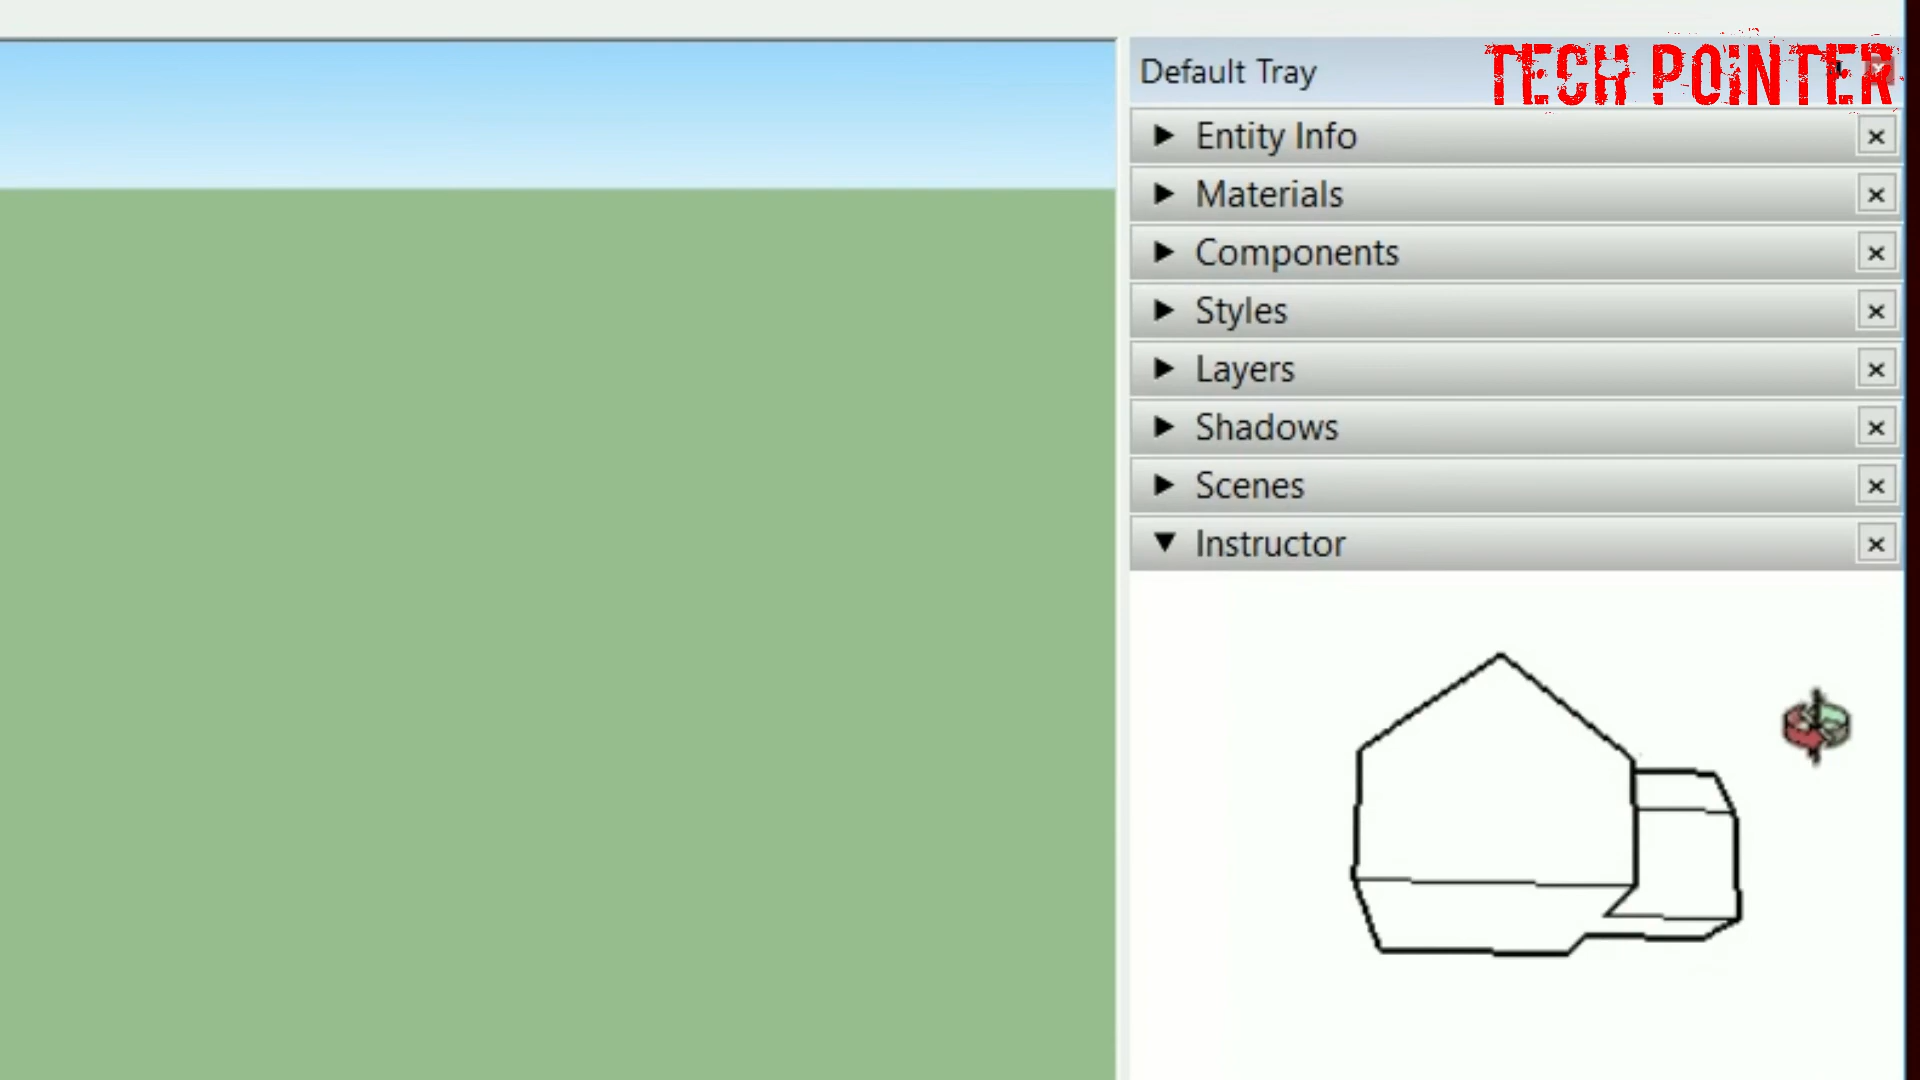 Default Tray
TECH POINTER
Entity Info
Materials
Components
Styles
Layers
Shadows
Scenes
Instructor